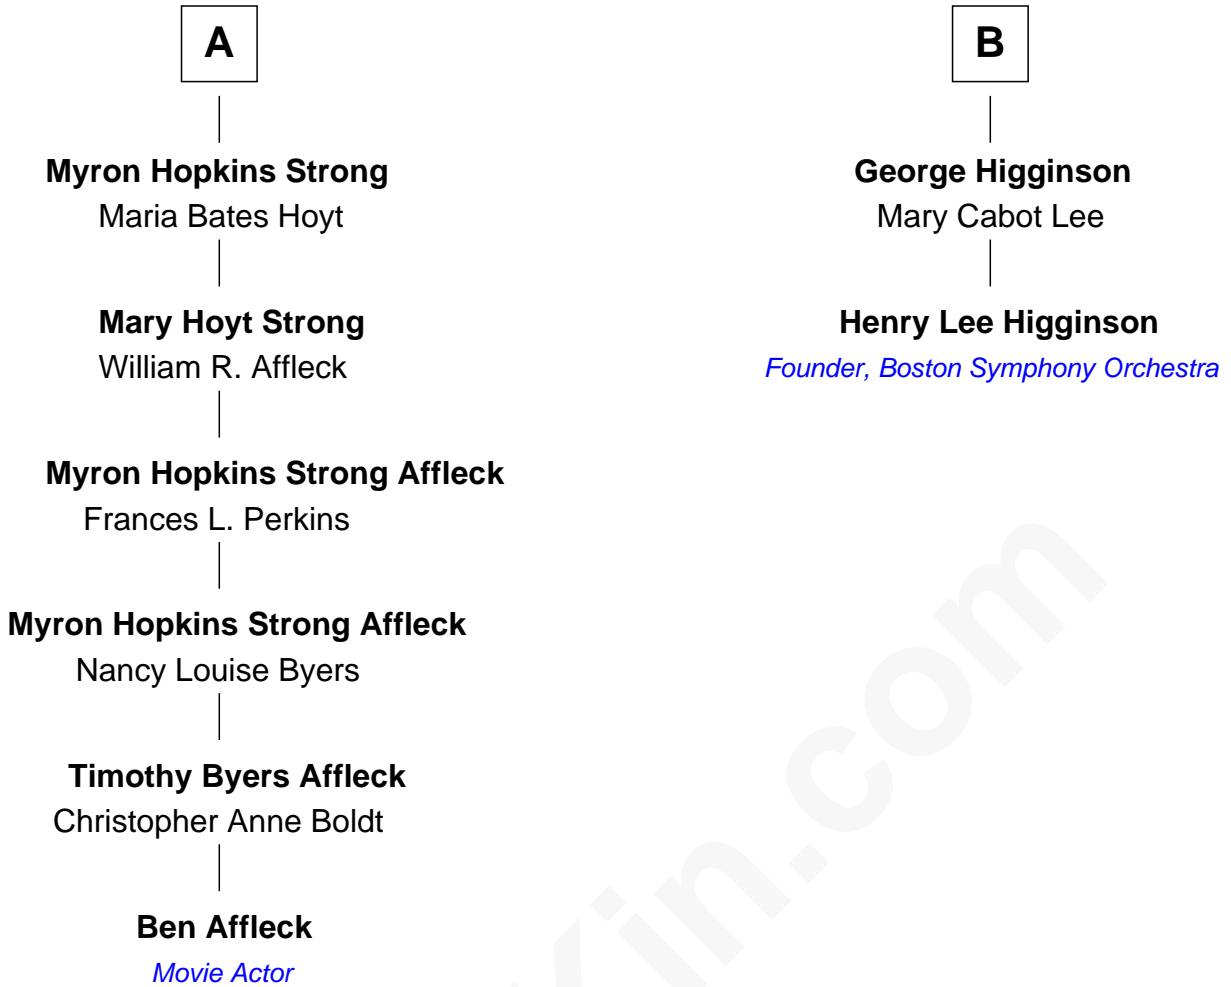 A
Myron Hopkins Strong
Maria Bates Hoyt
Mary Hoyt Strong
William R. Affleck
Myron Hopkins Strong Affleck
Frances L. Perkins
Myron Hopkins Strong Affleck
Nancy Louise Byers
Timothy Byers Affleck
Christopher Anne Boldt
Ben Affleck
Movie Actor
B
George Higginson
Mary Cabot Lee
Henry Lee Higginson
Founder, Boston Symphony Orchestra
Kin.com